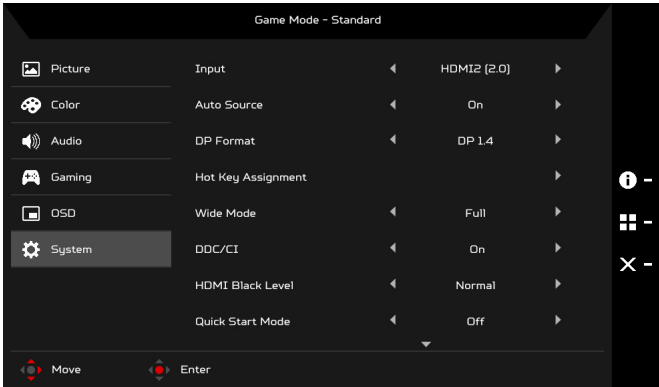 Game Mode - Standard
Picture
Input HDMI2 (2.0)
Color
Auto Source On
Audio
DP Format DP 1.4
Gaming
Hot Key Assignment
OSD
Wide Mode Full
System
DDC/CI On
HDMI Black Level Normal
Quick Start Mode Off
Move Enter